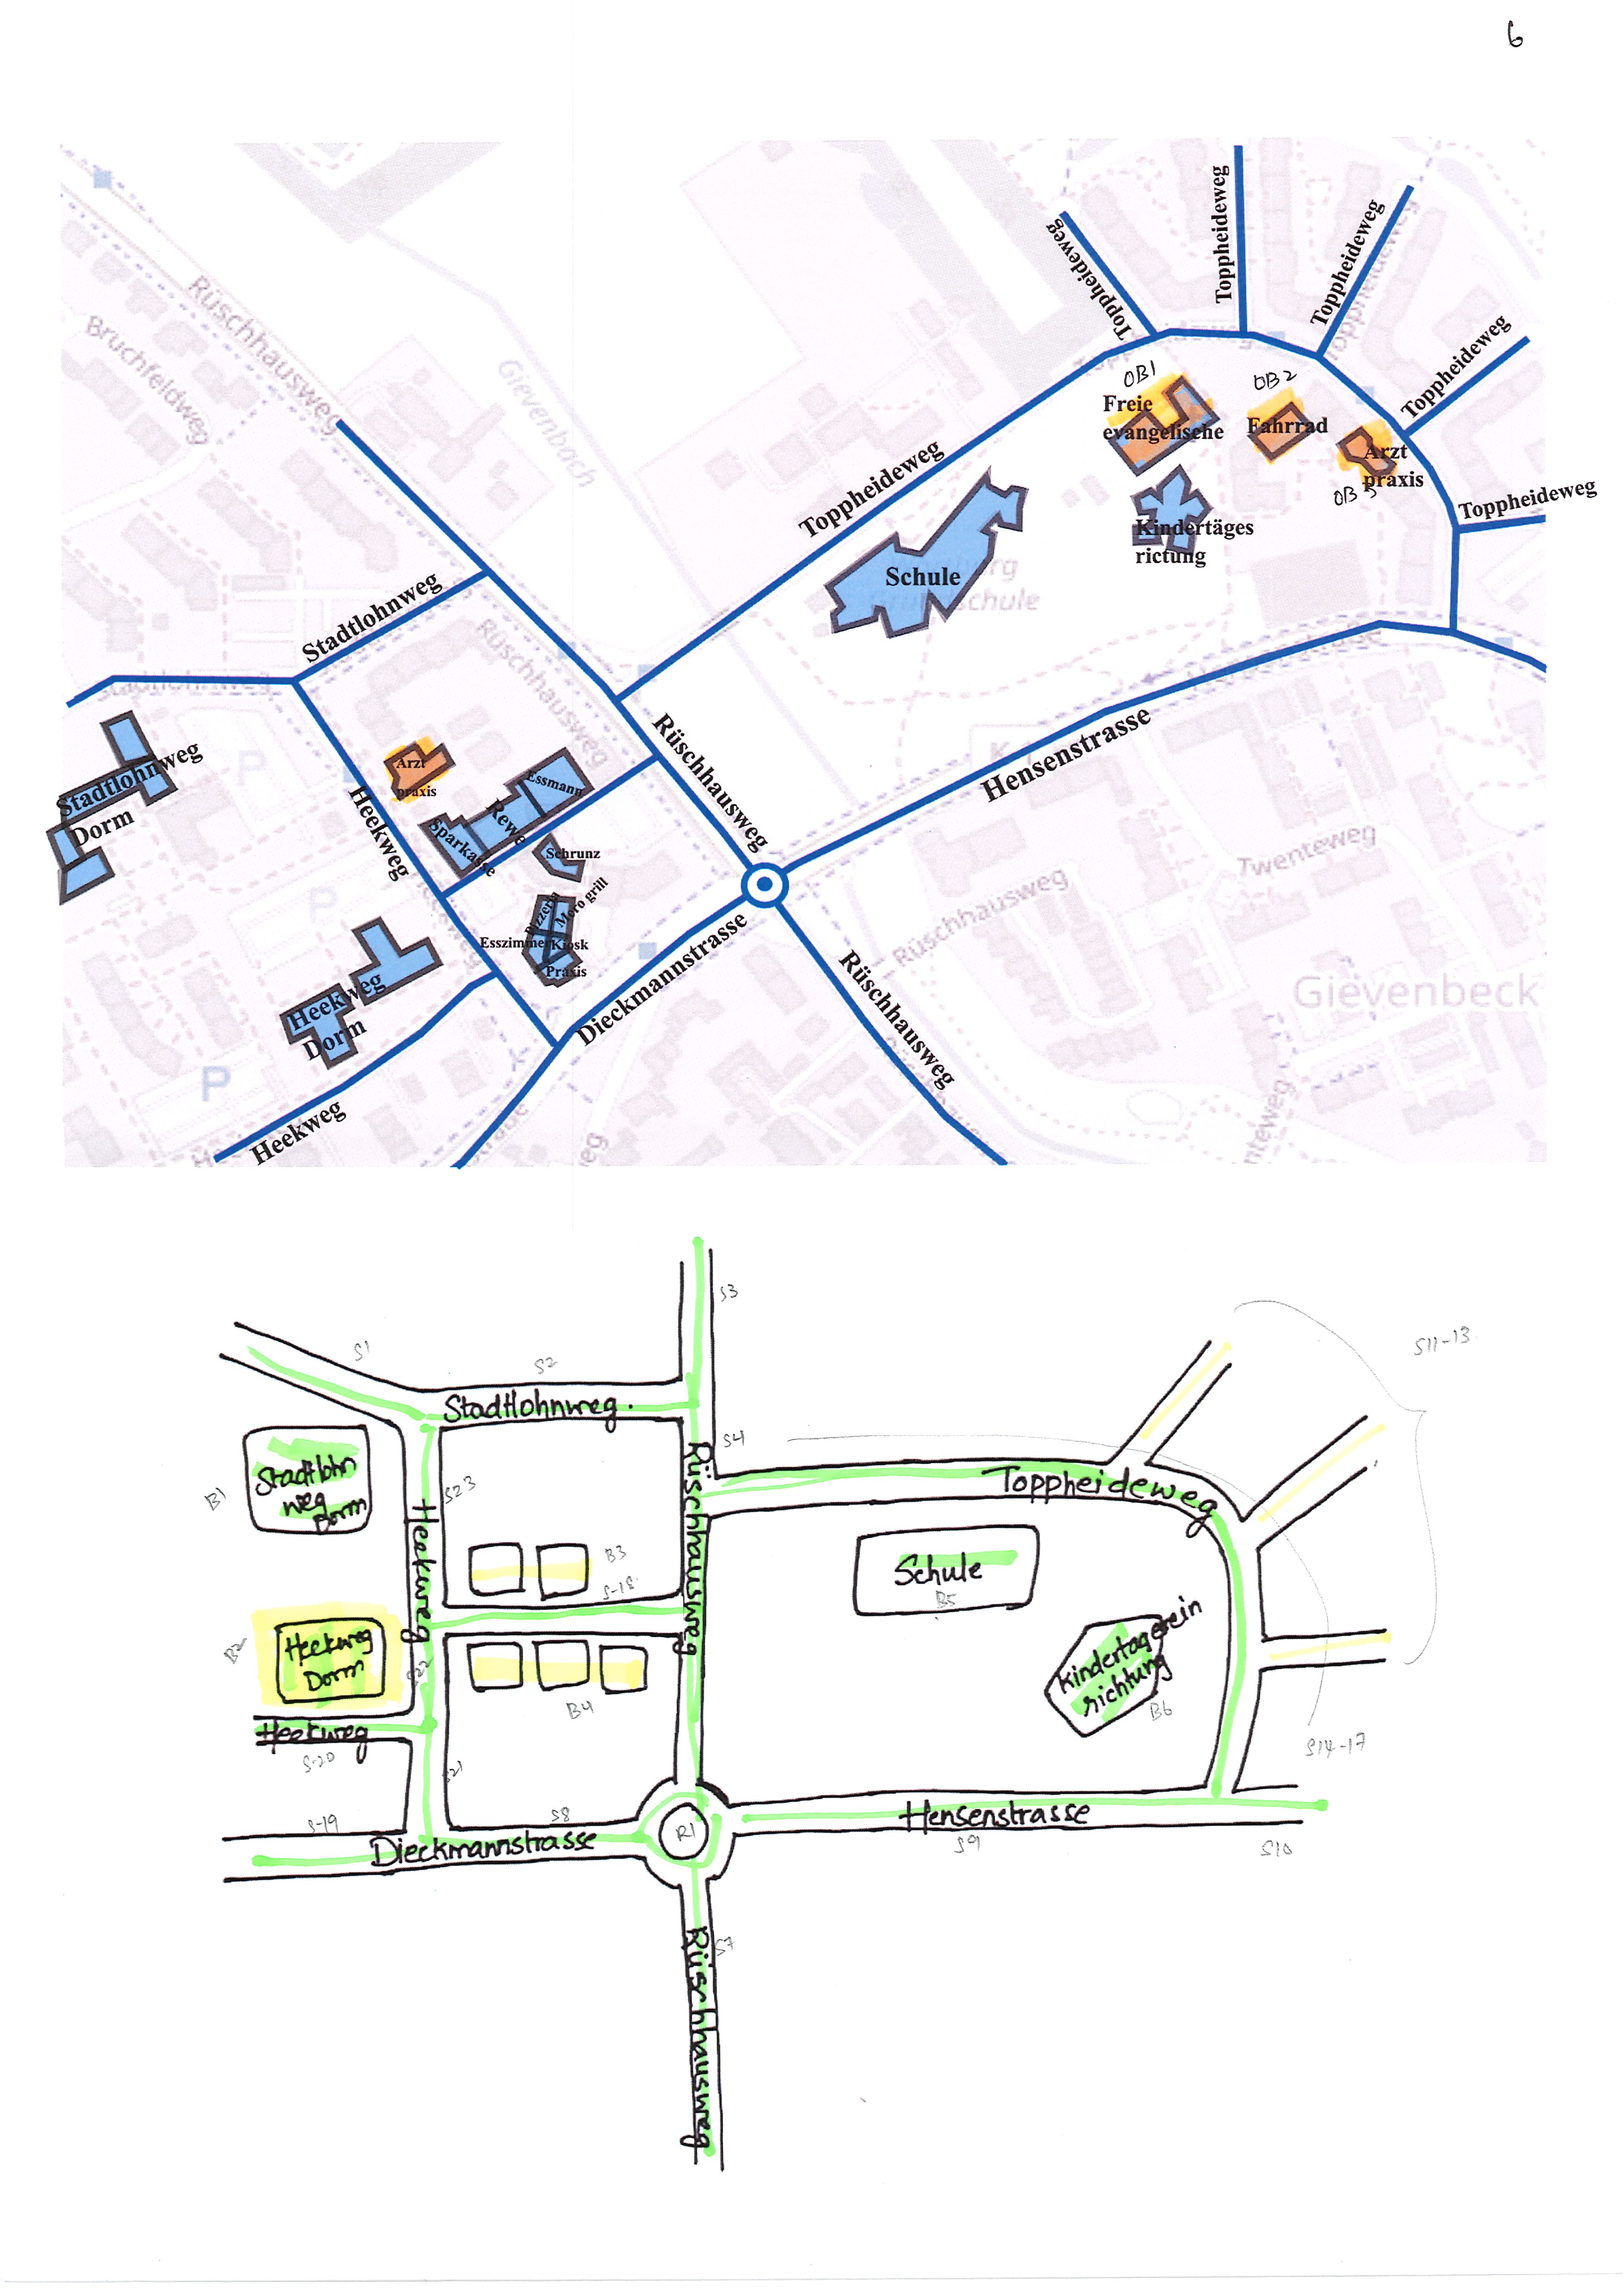 6
Toppheideweg
Toppheideweg
Toppheideweg
Toppheideweg
Toppheideweg
Rüschhausweg
Bruchfeldweg
Gievenbach
OB1
Freie
evangelische
OB2
Fahrrad
Arzt
praxis
OB3
Kindertäges
rictung
Toppheideweg
Schule
Stadtlohnweg
Stadtlohnweg
Rüschhausweg
Rüschhausweg
Stadtlohnweg
Dorm
P
Arzt
praxis
Heekweg
Essmann
Rewe
Sparkasse
Schrunz
Pizzeria
Moro grill
Esszimmer
Kiosk
Praxis
Hensenstrasse
Twenteweg
Rüschhausweg
Gievenbeck
P
Heekweg
Dorm
P
Heekweg
Dieckmannstrasse
Rüschhausweg
S3
S1
S2
S11-13
Stadtlohnweg.
S4
Rüschhausweg
Toppheideweg
B1
Stadtlohn
weg
Dorm
Heekweg
S23
B3
S-18
Schule
B5
B2
Heekweg
Dorm
S22
B4
Kindertagesein
richtung
B6
Heekweg
S-20
S21
S14-17
S-19
S8
Dieckmannstrasse
R1
Hensenstrasse
S9
S10
S7
Rüschhausweg